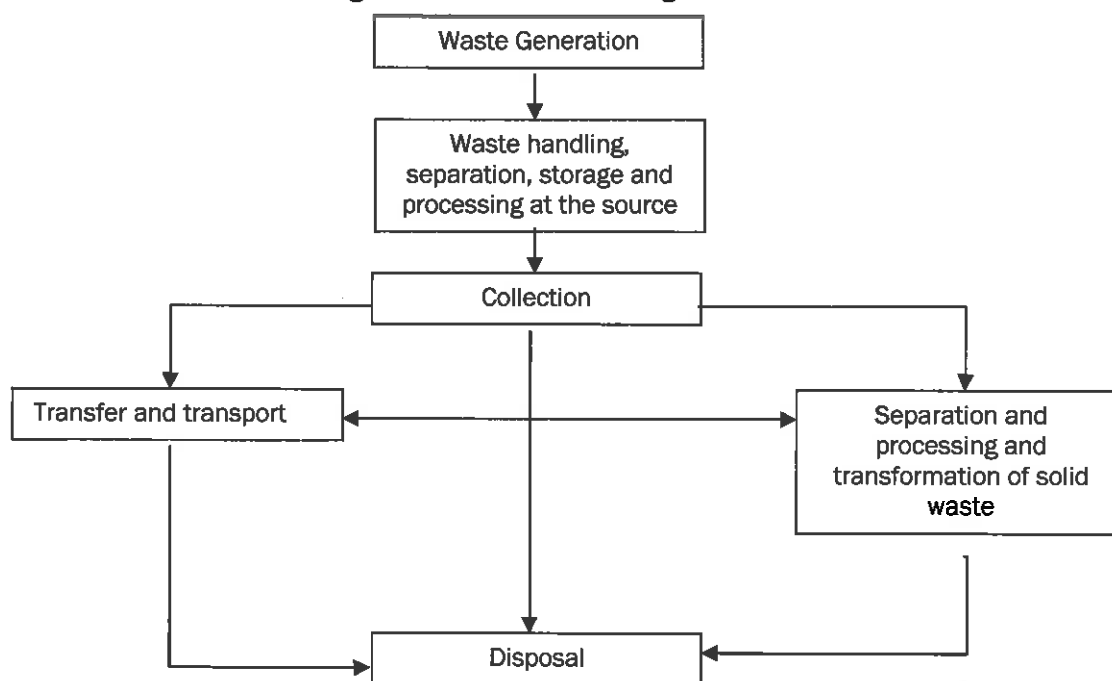 Waste Generation
Waste handling,
separation, storage and
processing at the source
Collection
Transfer and transport
Separation and
processing and
transformation of solid
waste
Disposal